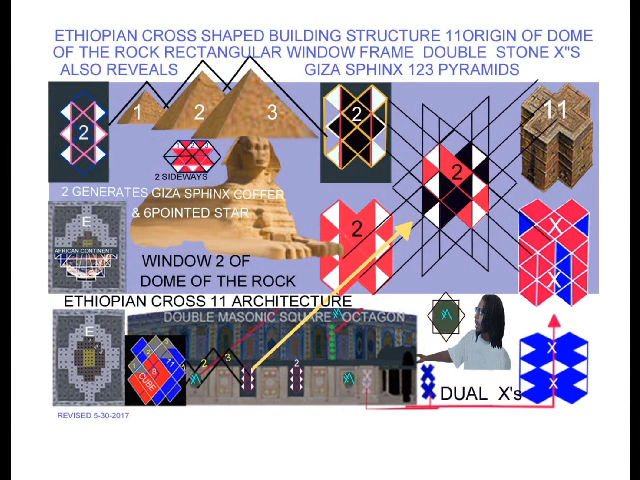 ETHIOPIAN CROSS SHAPED BUILDING STRUCTURE 11ORIGIN OF DOME
OF THE ROCK RECTANGULAR WINDOW FRAME DOUBLE STONE X"S
ALSO REVEALS GIZA SPHINX 123 PYRAMIDS
2
1 2 3
2
11
2
2 SIDEWAYS
2 GENERATES GIZA SPHINX COFFER
& 6POINTED STAR
E
AFRICAN CONTINENT
2
X
X
WINDOW 2 OF
DOME OF THE ROCK
ETHIOPIAN CROSS 11 ARCHITECTURE
DOUBLE MASONIC SQUARE OCTAGON
E
2 3
2
11
CUBE
X
X
DUAL X's
REVISED 5-30-2017